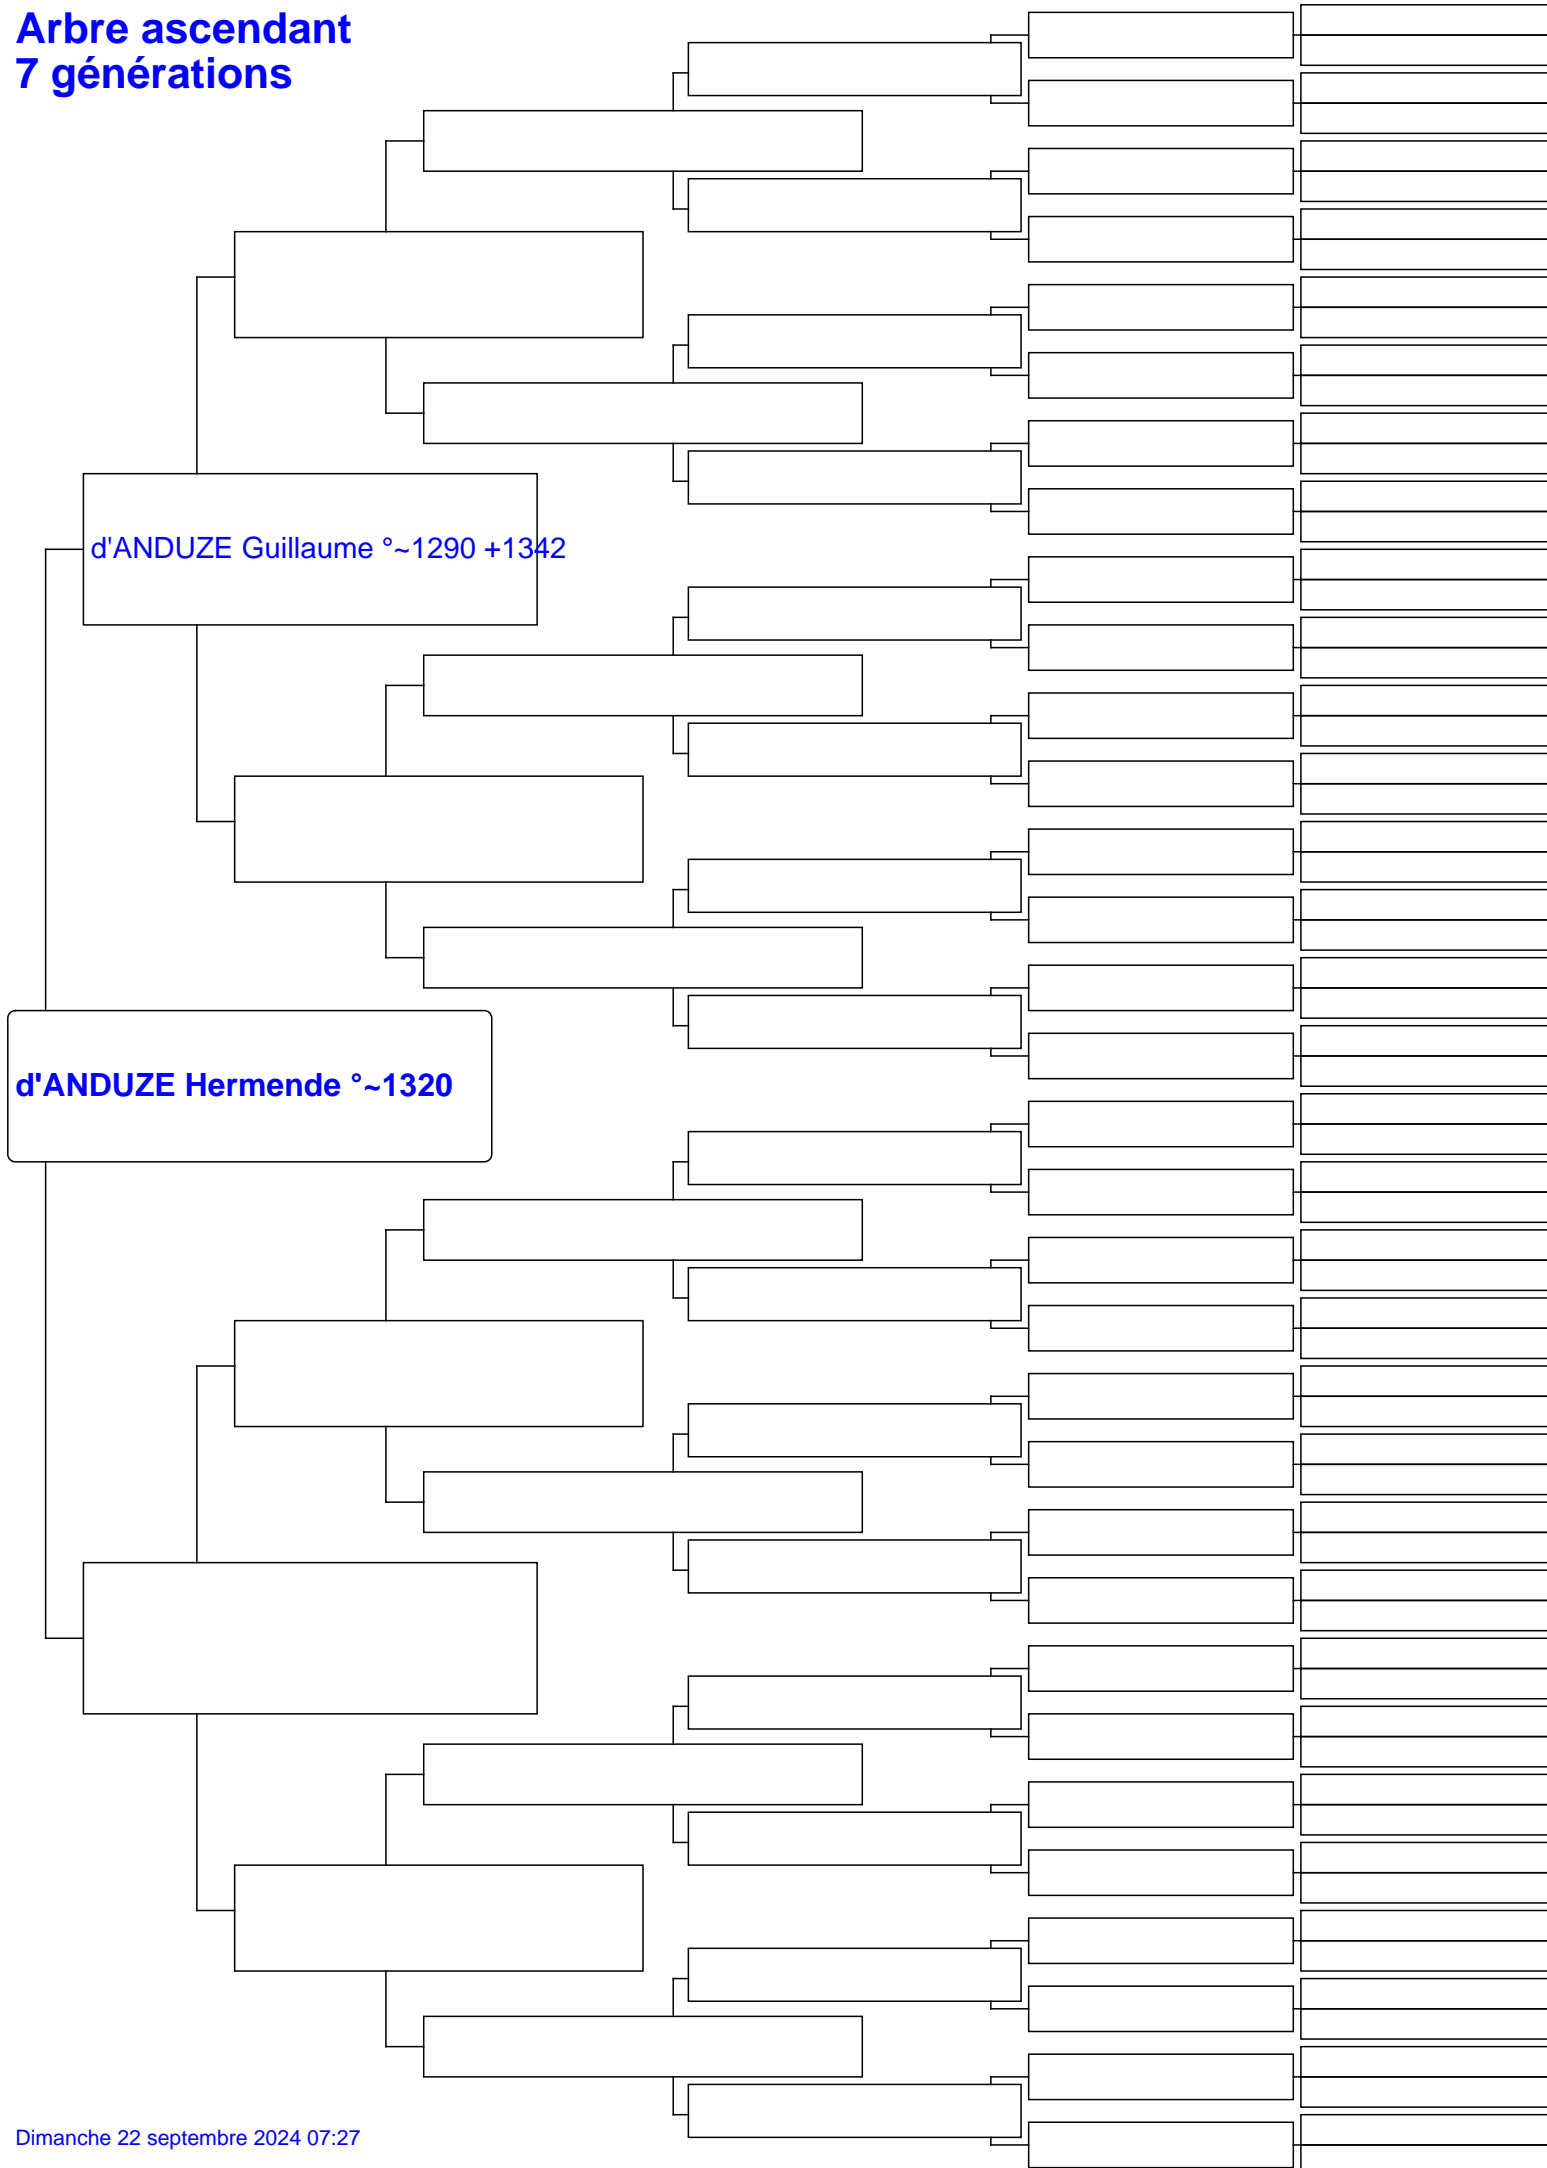 Arbre ascendant
7 générations
d'ANDUZE Guillaume °~1290 +1342
d'ANDUZE Hermende °~1320
Dimanche 22 septembre 2024 07:27